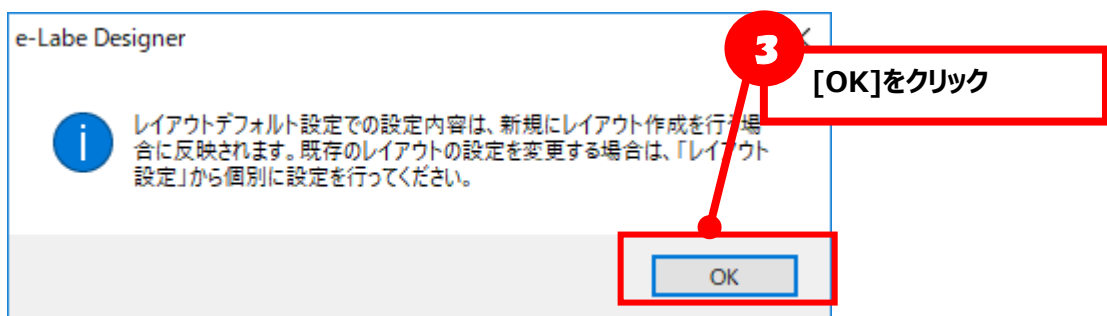 e-Labe Designer
3
[OK]をクリック
レイアウトデフォルト設定での設定内容は、新規にレイアウト作成を行う場
合に反映されます。既存のレイアウトの設定を変更する場合は、「レイアウト
設定」から個別に設定を行ってください。
OK